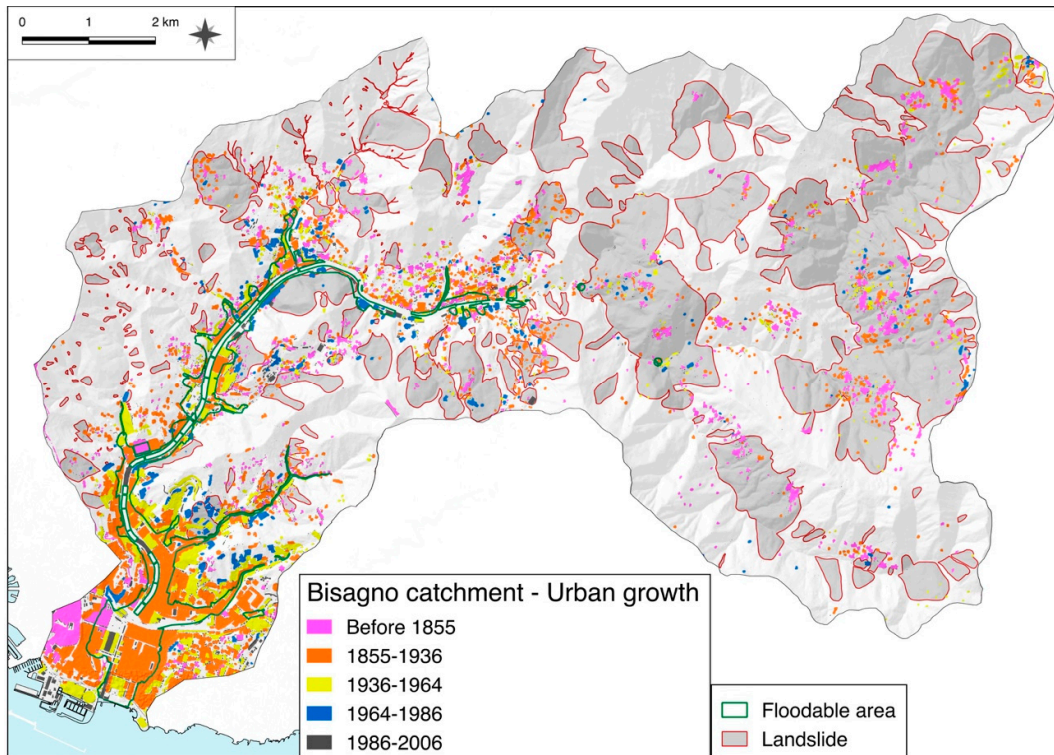 0 1 2 km
Bisagno catchment - Urban growth
Before 1855
1855-1936
1936-1964
1964-1986
1986-2006
Floodable area
Landslide